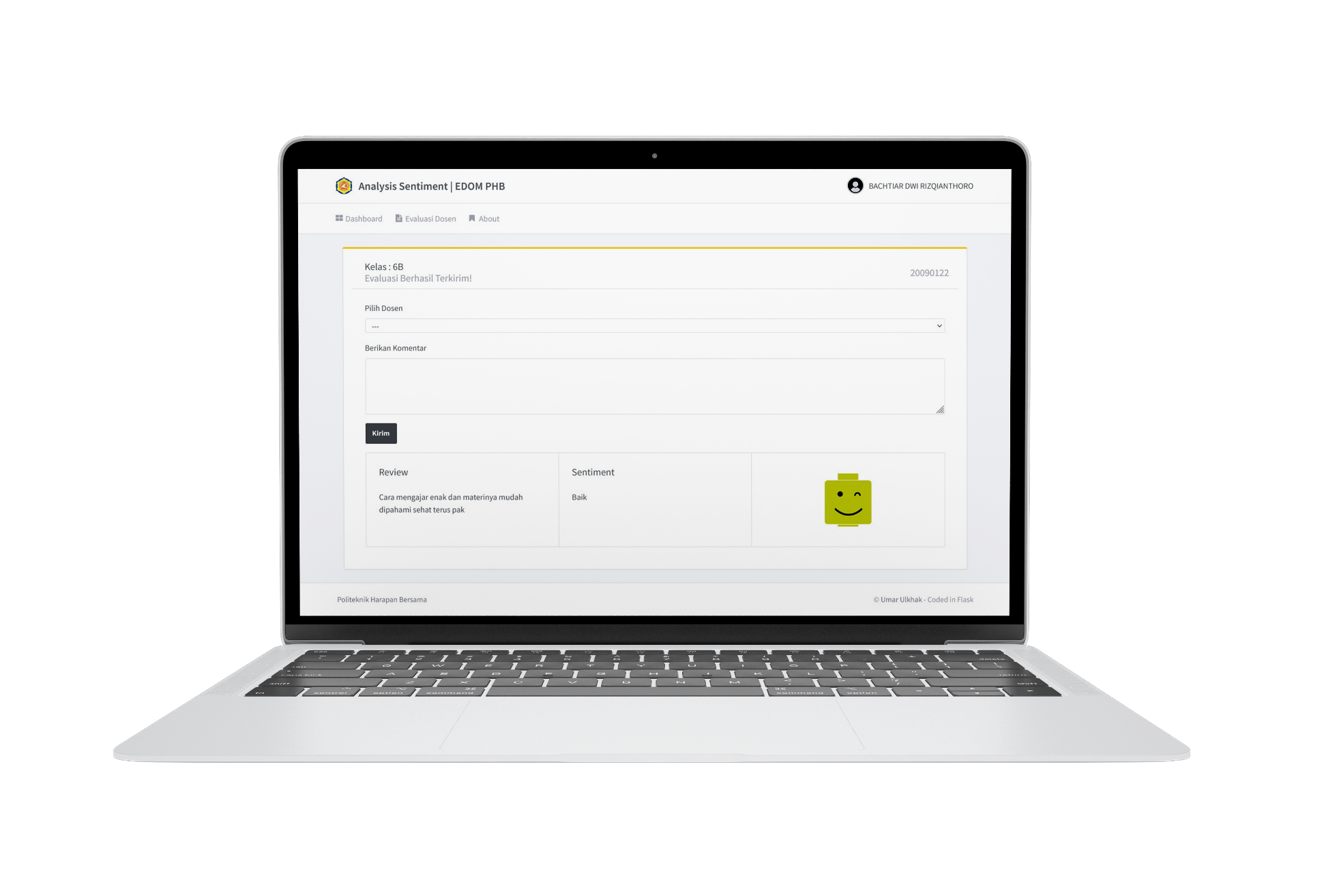 Analysis Sentiment | EDOM PHB
BACHTIAR DWI RIZQIANTHORO
Dashboard
Evaluasi Dosen
About
Kelas : 6B
Evaluasi Berhasil Terkirim!
20090122
Pilih Dosen
---
Berikan Komentar
Kirim
Review
Sentiment
Cara mengajar enak dan materinya mudah
dipahami sehat terus pak
Baik
Politeknik Harapan Bersama
© Umar Ulkhak - Coded in Flask